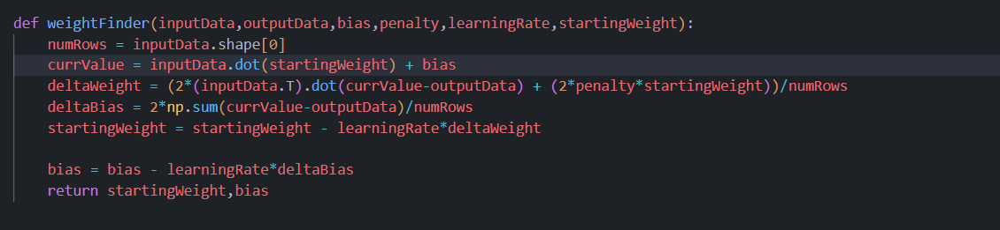 def weightFinder(inputData,outputData,bias,penalty,learningRate,startingWeight):
    numRows = inputData.shape[0]
    currValue = inputData.dot(startingWeight) + bias
    deltaWeight = (2*(inputData.T).dot(currValue-outputData) + (2*penalty*startingWeight))/numRows
    deltaBias = 2*np.sum(currValue-outputData)/numRows
    startingWeight = startingWeight - learningRate*deltaWeight
    bias = bias - learningRate*deltaBias
    return startingWeight,bias